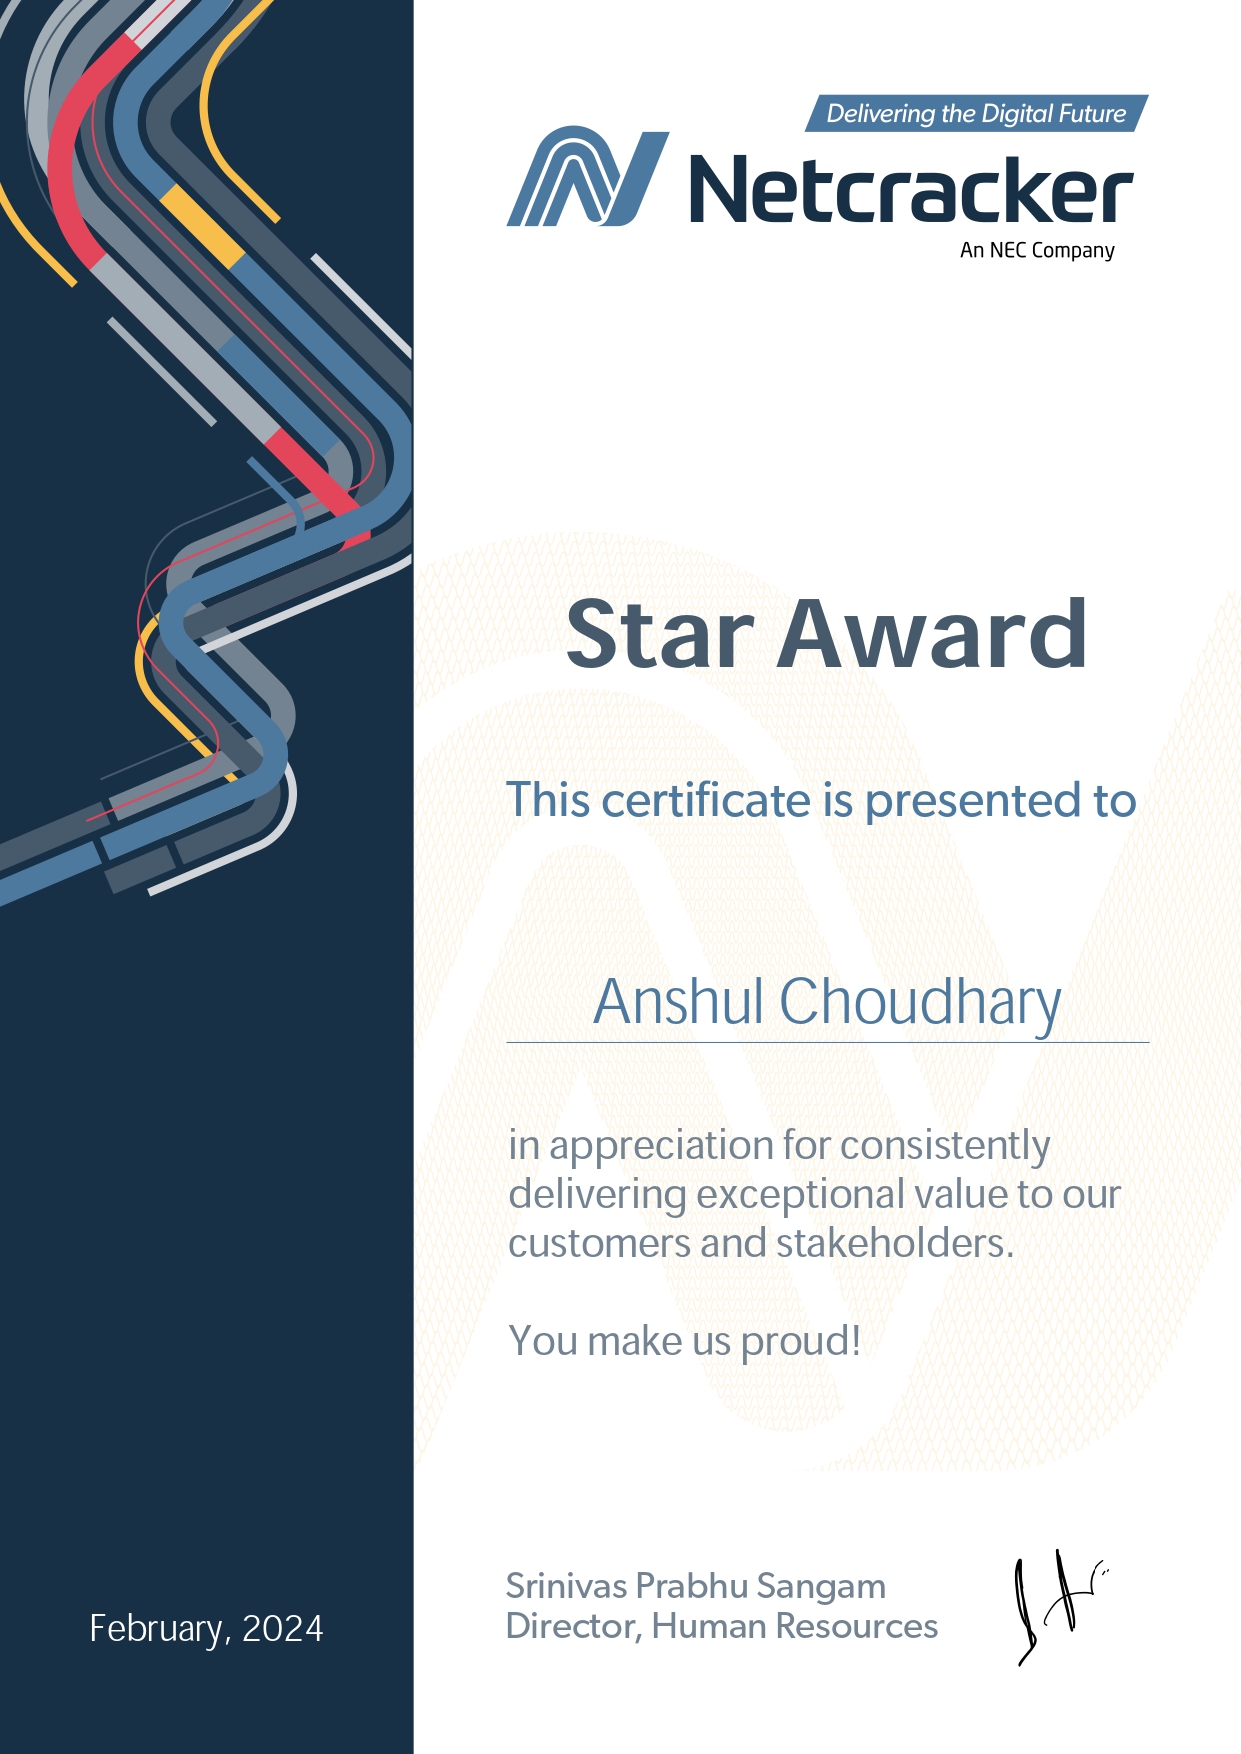 Delivering the Digital Future
Netcracker
An NEC Company
Star Award
This certificate is presented to
Anshul Choudhary
in appreciation for consistently
delivering exceptional value to our
customers and stakeholders.
You make us proud!
Srinivas Prabhu Sangam
Director, Human Resources
February, 2024